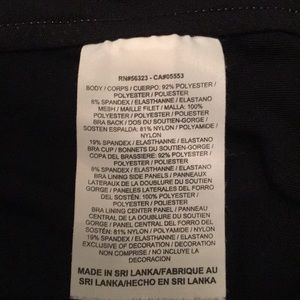 RN#56323 - CA#05553
BODY / CORPS / CUERPO: 92% POLYESTER /
POLYESTER / POLIESTER
8% SPANDEX / ELASTHANNE / ELASTANO
MESH / MAILLE FILET / MALLA: 100%
POLYESTER / POLYESTER / POLIESTER
BRA BACK / DOS DU SOUTIEN-GORGE /
SOSTEN ESPALDA: 81% NYLON / POLYAMIDE /
NYLON
19% SPANDEX / ELASTHANNE / ELASTANO
BRA CUP / BONNETS DU SOUTIEN-GORGE /
COPA DEL BRASSIERE: 92% POLYESTER /
POLYESTER / POLIESTER
8% SPANDEX / ELASTHANNE / ELASTANO
BRA LINING SIDE PANELS / PANNEAUX
LATERAUX DE LA DOUBLURE DU SOUTIEN
GORGE / PANELES LATERALES DEL FORRO
DEL SOSTÉN: 100% POLYESTER /
POLYESTER / POLIESTER
BRA LINING CENTER PANEL / PANNEAU
CENTRAL DE LA DOUBLURE DU SOUTIEN
GORGE / PANEL CENTRAL DEL FORRO DEL
SOSTÉN: 81% NYLON / POLYAMIDE / NYLON
19% SPANDEX / ELASTHANNE / ELASTANO
EXCLUSIVE OF DECORATION / DECORATION
NON COMPRISE / NO INCLUYE LA
DECORACION
MADE IN SRI LANKA/FABRIQUE AU
SRI LANKA/HECHO EN SRI LANKA